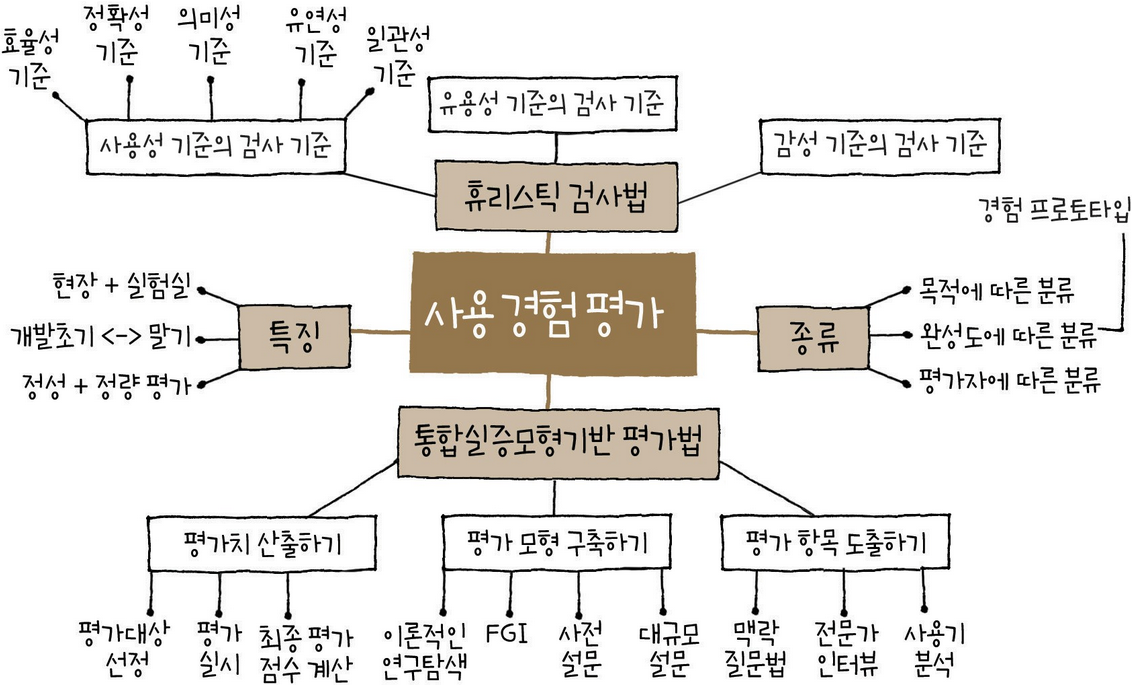 효율성
기준
정확성
기준
의미성
기준
유연성
기준
일관성
기준
사용성 기준의 검사 기준
유용성 기준의 검사 기준
감성 기준의 검사 기준
휴리스틱 검사법
경험 프로토타입
사용 경험 평가
현장 + 실험실
개발초기 <-> 말기
정성 + 정량 평가
특징
종류
목적에 따른 분류
완성도에 따른 분류
평가자에 따른 분류
통합실증모형기반 평가법
평가치 산출하기
평가 모형 구축하기
평가 항목 도출하기
평가대상
선정
평가
실시
최종 평가
점수 계산
이론적인
연구탐색
FGI
사전
설문
대규모
설문
맥락
질문법
전문가
인터뷰
사용기
분석